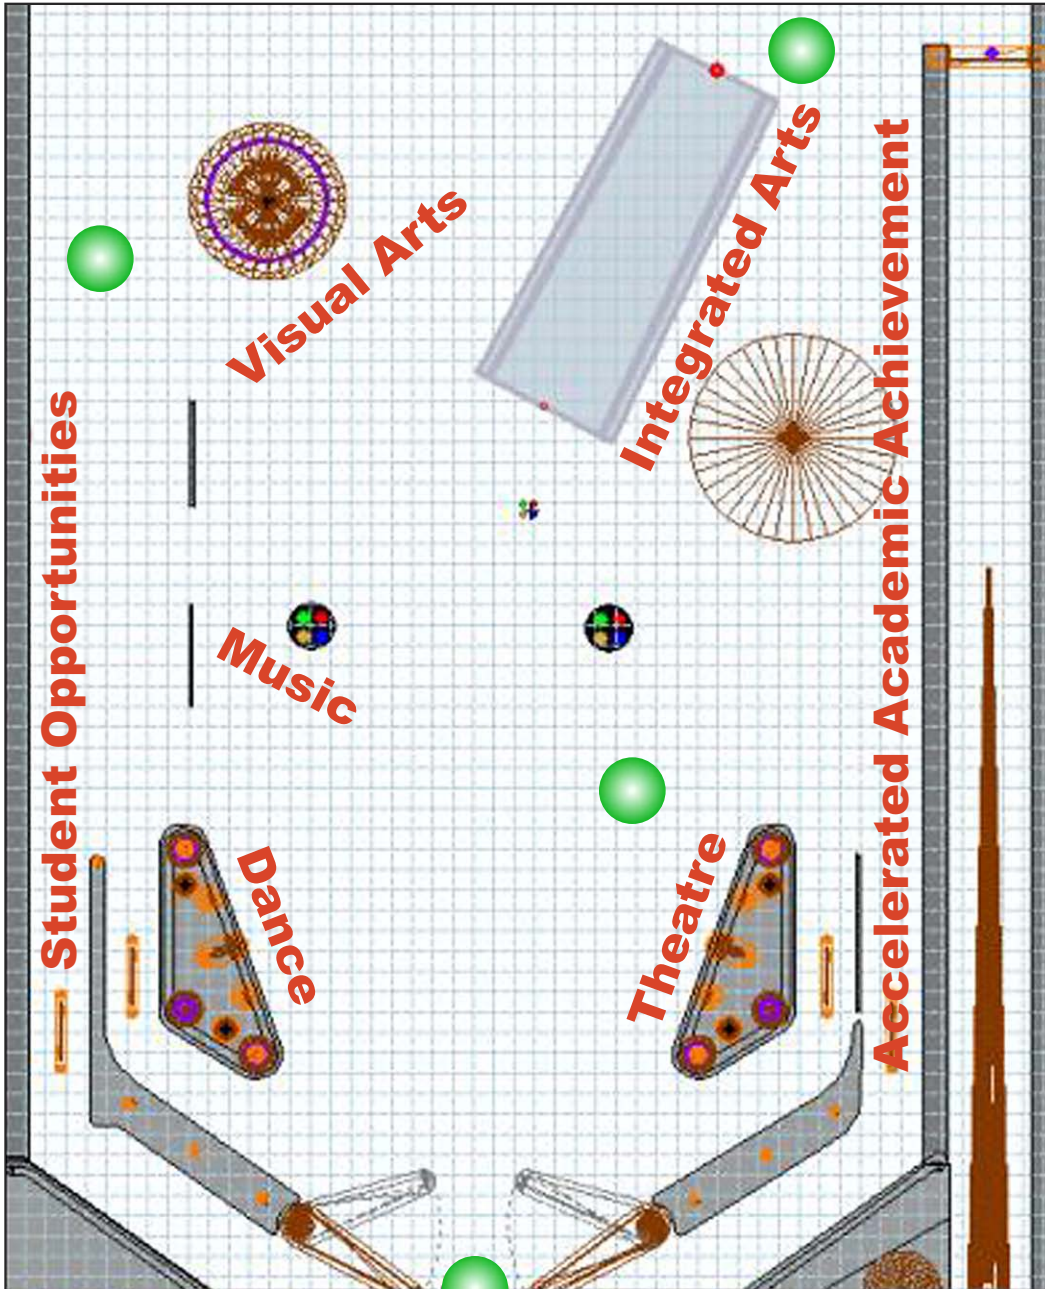 Visual Arts
Integrated Arts
Accelerated Academic Achievement
Student Opportunities
Music
Dance
Theatre